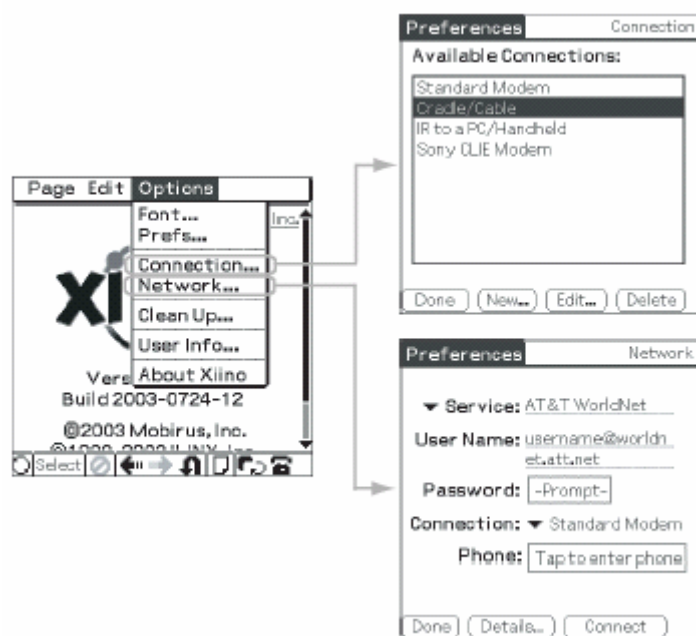 Page Edit Options
Font...
Prefs...
Connection...
Network...
Clean Up...
User Info...
About Xiino
Inc.
Xi
Vers
Build 2003-0724-12
©2003 Mobirus, Inc.
Select
Preferences Connection
Available Connections:
Standard Modem
Cradle/Cable
IR to a PC/Handheld
Sony CLIE Modem
Done New... Edit... Delete
Preferences Network
Service: AT&T WorldNet
User Name: username@worldn
et.att.net
Password: -Prompt-
Connection: Standard Modem
Phone: Tap to enter phone
Done Details... Connect